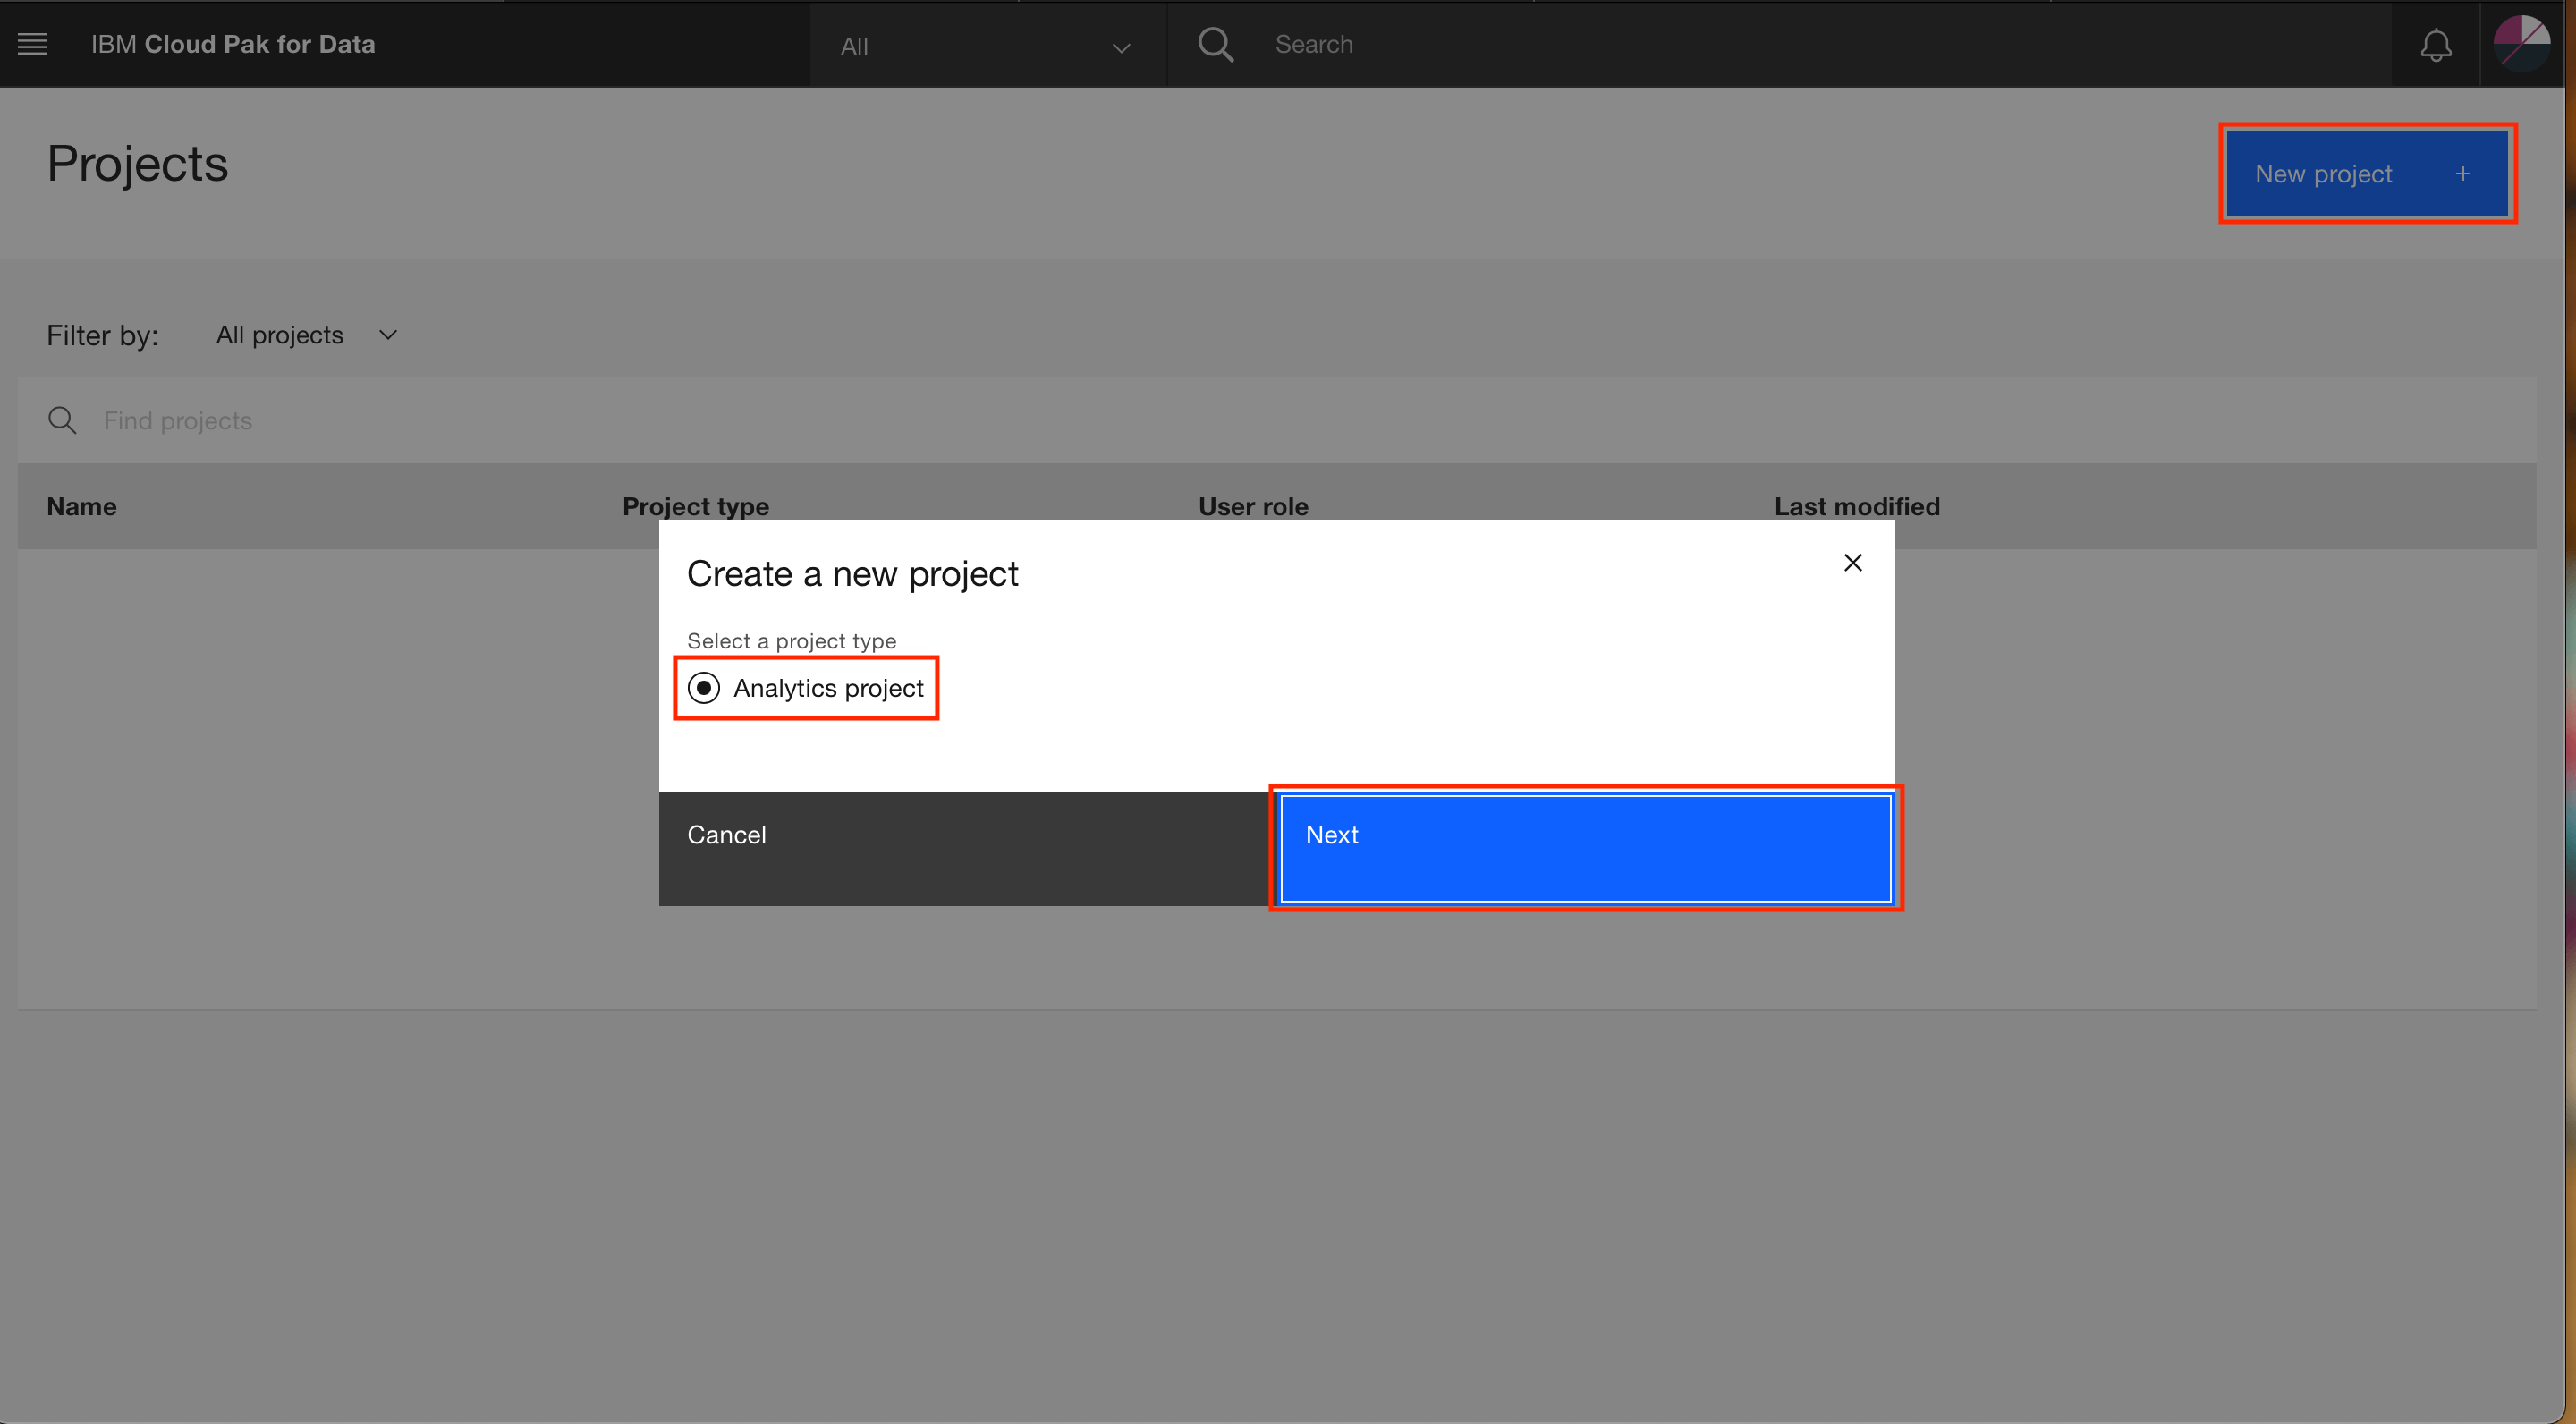 IBM Cloud Pak for Data
All
Search
Projects
New project +
Filter by: All projects
Find projects
Name Project type User role Last modified
Create a new project
Select a project type
Analytics project
Cancel Next